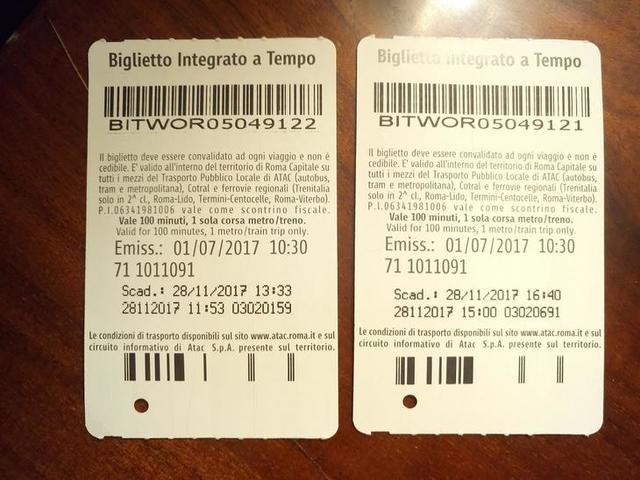 Biglietto Integrato a Tempo
BITWOR05049122
Il biglietto deve essere convalidato ad ogni viaggio e non è
cedibile. E' valido all'interno del territorio di Roma Capitale su
tutti i mezzi del Trasporto Pubblico Locale di ATAC (autobus,
tram e metropolitana), Cotral e ferrovie regionali (Trenitalia
solo in 2^ cl., Roma-Lido, Termini-Centocelle, Roma-Viterbo).
P.I.06341981006 vale come scontrino fiscale.
Vale 100 minuti, 1 sola corsa metro/treno.
Valid for 100 minutes, 1 metro/train trip only.
Emiss.: 01/07/2017 10:30
71 1011091
Scad.: 28/11/2017 13:33
28112017 11:53 03020159
Le condizioni di trasporto disponibili sul sito www.atac.roma.it e sul
circuito informativo di Atac S.p.A. presente sul territorio.
Biglietto Integrato a Tempo
BITWOR05049121
Il biglietto deve essere convalidato ad ogni viaggio e non è
cedibile. E' valido all'interno del territorio di Roma Capitale su
tutti i mezzi del Trasporto Pubblico Locale di ATAC (autobus,
tram e metropolitana), Cotral e ferrovie regionali (Trenitalia
solo in 2^ cl., Roma-Lido, Termini-Centocelle, Roma-Viterbo).
P.I.06341981006 vale come scontrino fiscale.
Vale 100 minuti, 1 sola corsa metro/treno.
Valid for 100 minutes, 1 metro/train trip only.
Emiss.: 01/07/2017 10:30
71 1011091
Scad.: 28/11/2017 16:40
28112017 15:00 03020691
Le condizioni di trasporto disponibili sul sito www.atac.roma.it e sul
circuito informativo di Atac S.p.A. presente sul territorio.